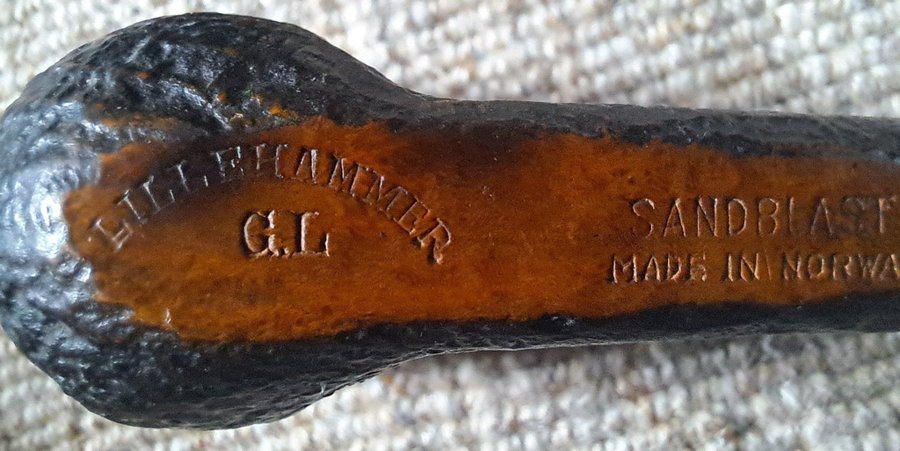 LILLEHAMMER
G.L
SANDBLAST
MADE IN NORWA